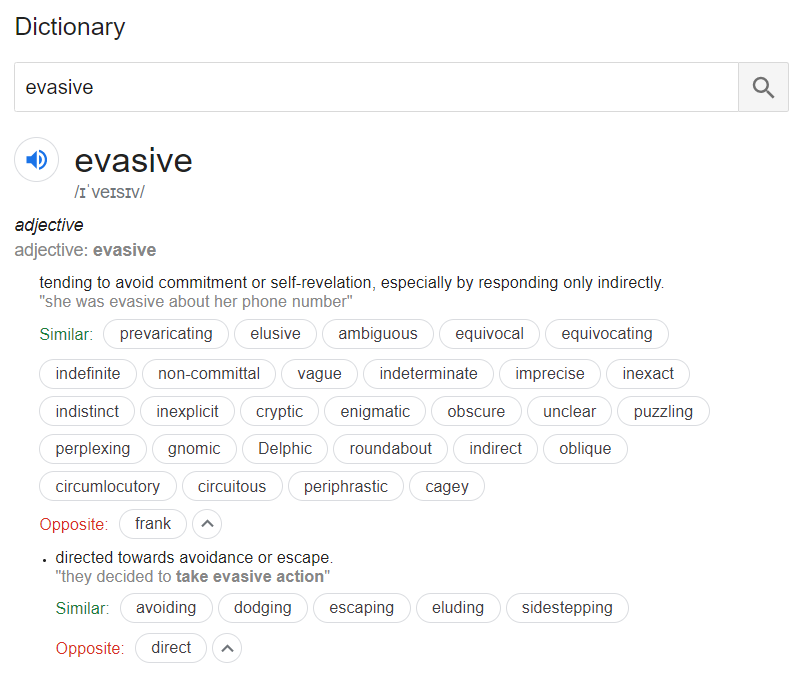 Dictionary
evasive
evasive
/ɪˈveɪsɪv/
adjective
adjective: evasive
tending to avoid commitment or self-revelation, especially by responding only indirectly.
"she was evasive about her phone number"
Similar: prevaricating elusive ambiguous equivocal equivocating
indefinite non-committal vague indeterminate imprecise inexact
indistinct inexplicit cryptic enigmatic obscure unclear puzzling
perplexing gnomic Delphic roundabout indirect oblique
circumlocutory circuitous periphrastic cagey
Opposite: frank
• directed towards avoidance or escape.
"they decided to take evasive action"
Similar: avoiding dodging escaping eluding sidestepping
Opposite: direct